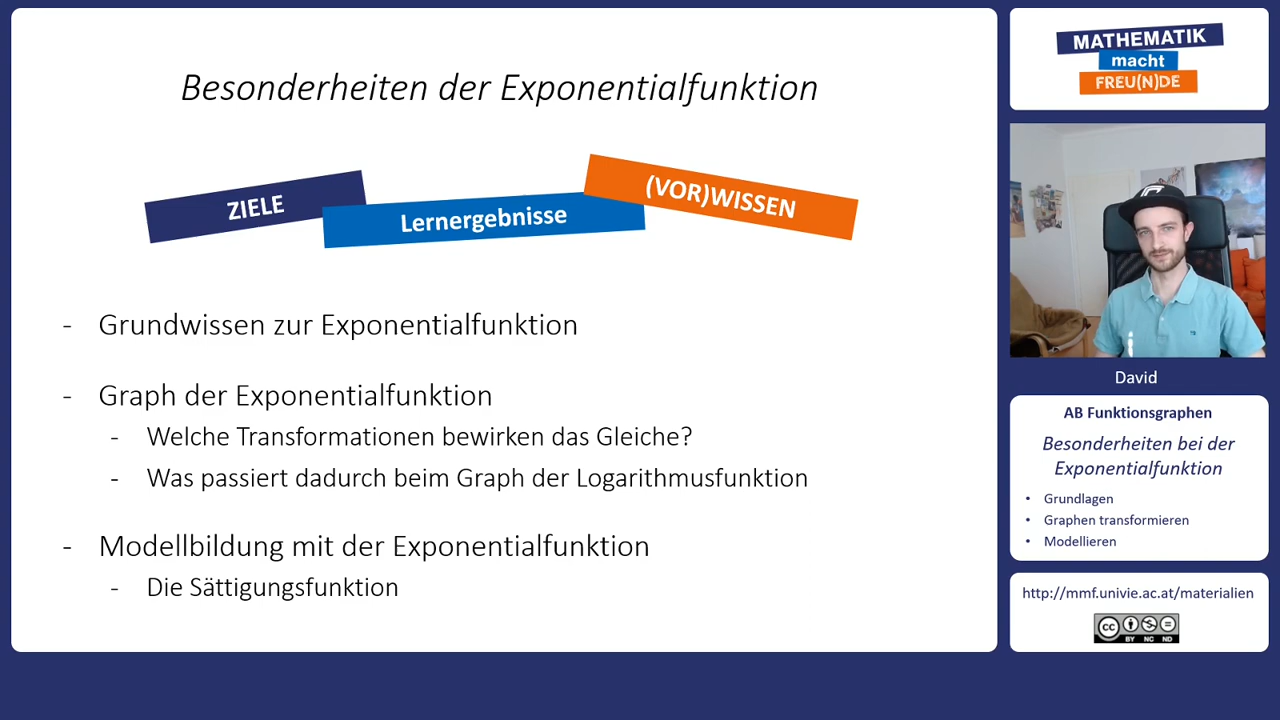 Besonderheiten der Exponentialfunktion
ZIELE
Lernergebnisse
(VOR)WISSEN
- Grundwissen zur Exponentialfunktion
- Graph der Exponentialfunktion
- Welche Transformationen bewirken das Gleiche?
- Was passiert dadurch beim Graph der Logarithmusfunktion
- Modellbildung mit der Exponentialfunktion
- Die Sättigungsfunktion
MATHEMATIK
macht
FREU(N)DE
David
AB Funktionsgraphen
Besonderheiten bei der
Exponentialfunktion
• Grundlagen
• Graphen transformieren
• Modellieren
http://mmf.univie.ac.at/materialien
CC
BY NC ND